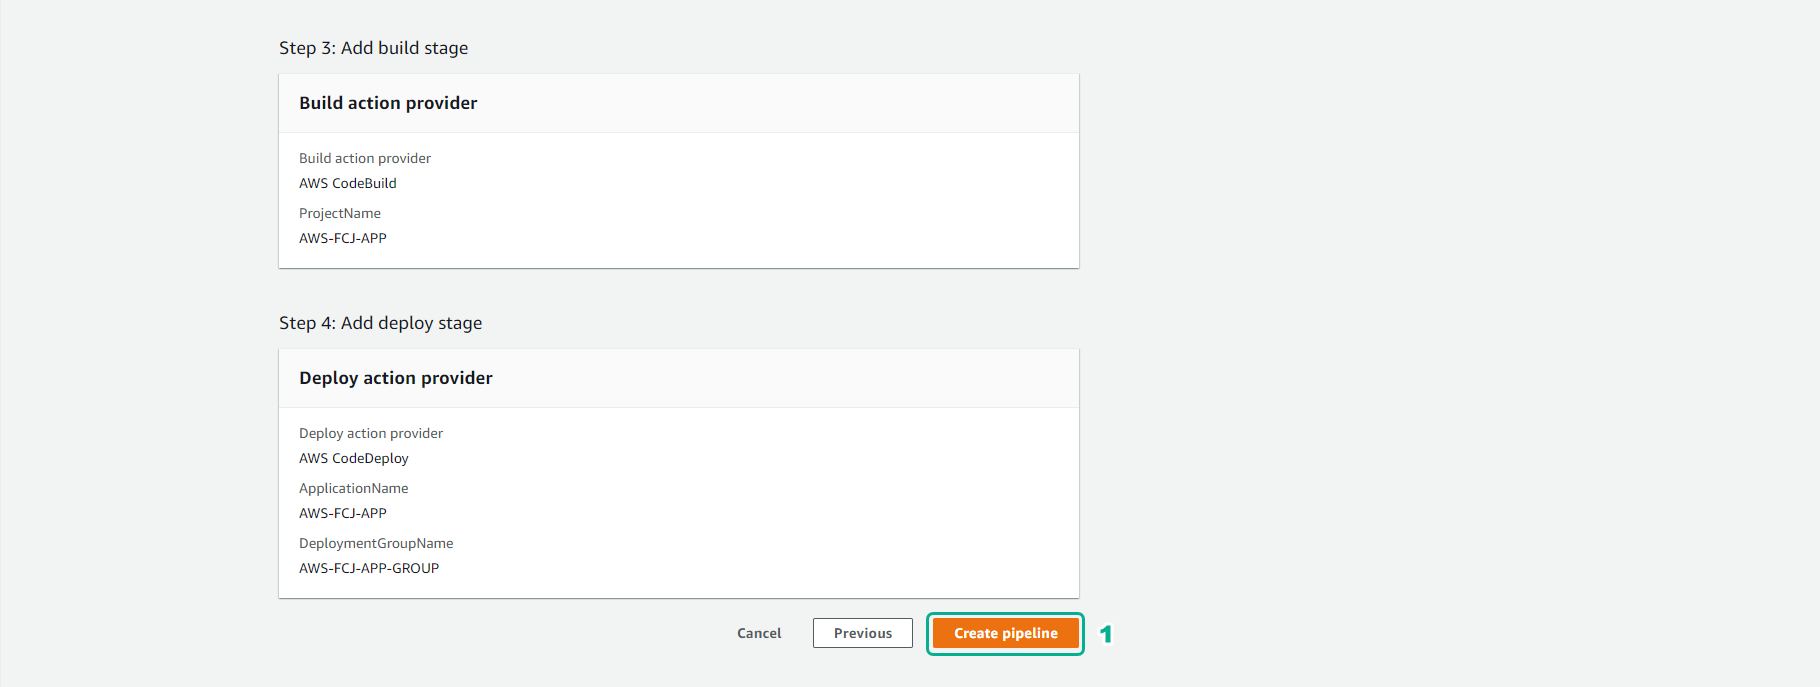 Step 3: Add build stage
Build action provider
Build action provider
AWS CodeBuild
ProjectName
AWS-FCJ-APP
Step 4: Add deploy stage
Deploy action provider
Deploy action provider
AWS CodeDeploy
ApplicationName
AWS-FCJ-APP
DeploymentGroupName
AWS-FCJ-APP-GROUP
Cancel Previous Create pipeline 1